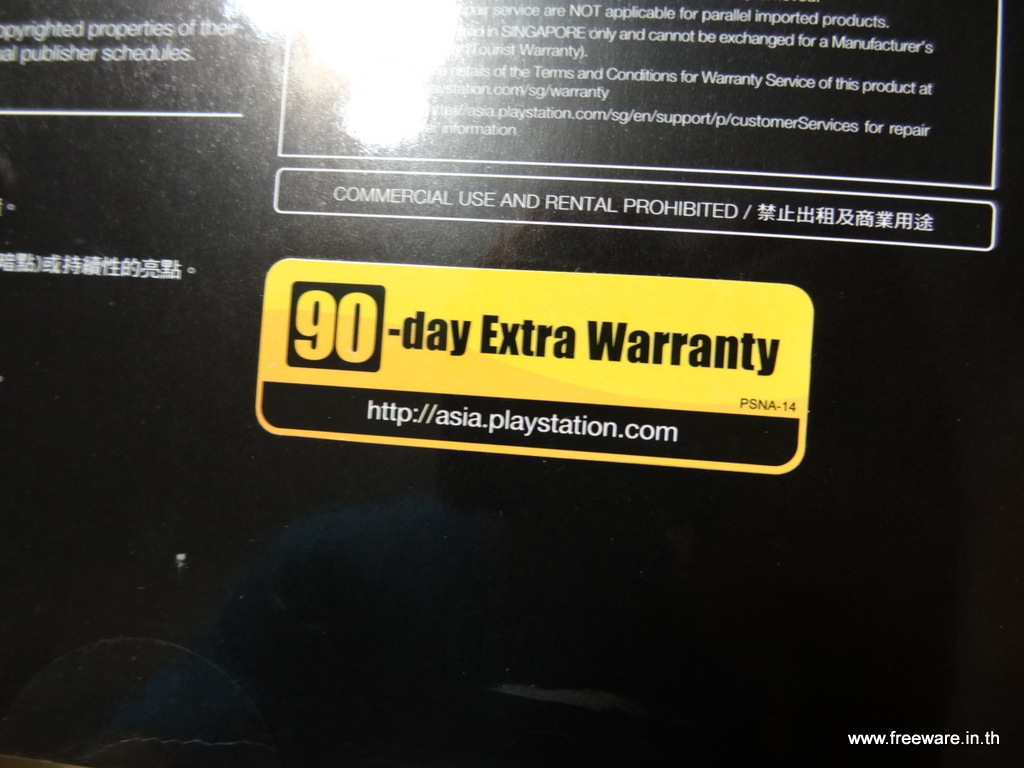 opyrighted properties of their
al publisher schedules.
service are NOT applicable for parallel imported products.
in SINGAPORE only and cannot be exchanged for a Manufacturer's
(Tourist Warranty).
details of the Terms and Conditions for Warranty Service of this product at
aystation.com/sg/warranty
http://asia.playstation.com/sg/en/support/p/customerServices for repair
information
COMMERCIAL USE AND RENTAL PROHIBITED / 禁止出租及商業用途
暗點)或持續性的亮點。
90-day Extra Warranty
PSNA-14
http://asia.playstation.com
www.freeware.in.th